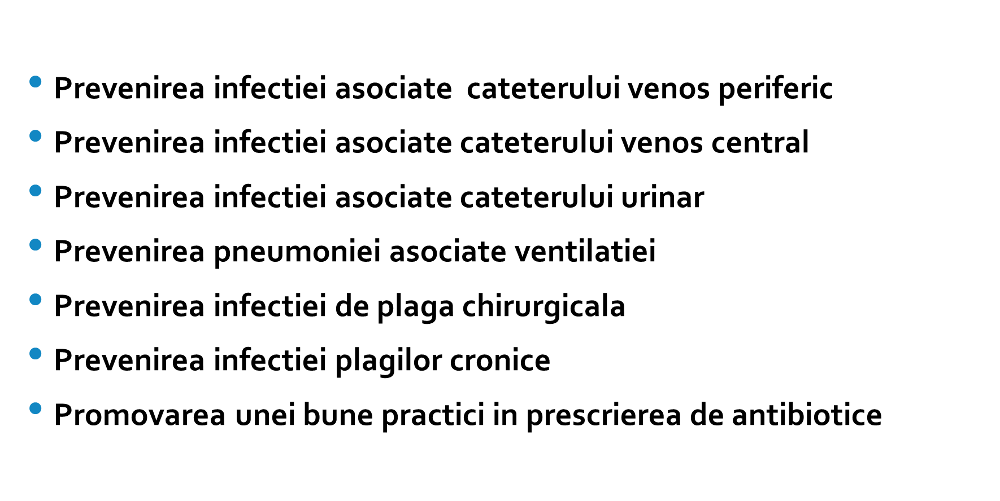 • Prevenirea infectiei asociate  cateterului venos periferic
• Prevenirea infectiei asociate cateterului venos central
• Prevenirea infectiei asociate cateterului urinar
• Prevenirea pneumoniei asociate ventilatiei
• Prevenirea infectiei de plaga chirurgicala
• Prevenirea infectiei plagilor cronice
• Promovarea unei bune practici in prescrierea de antibiotice